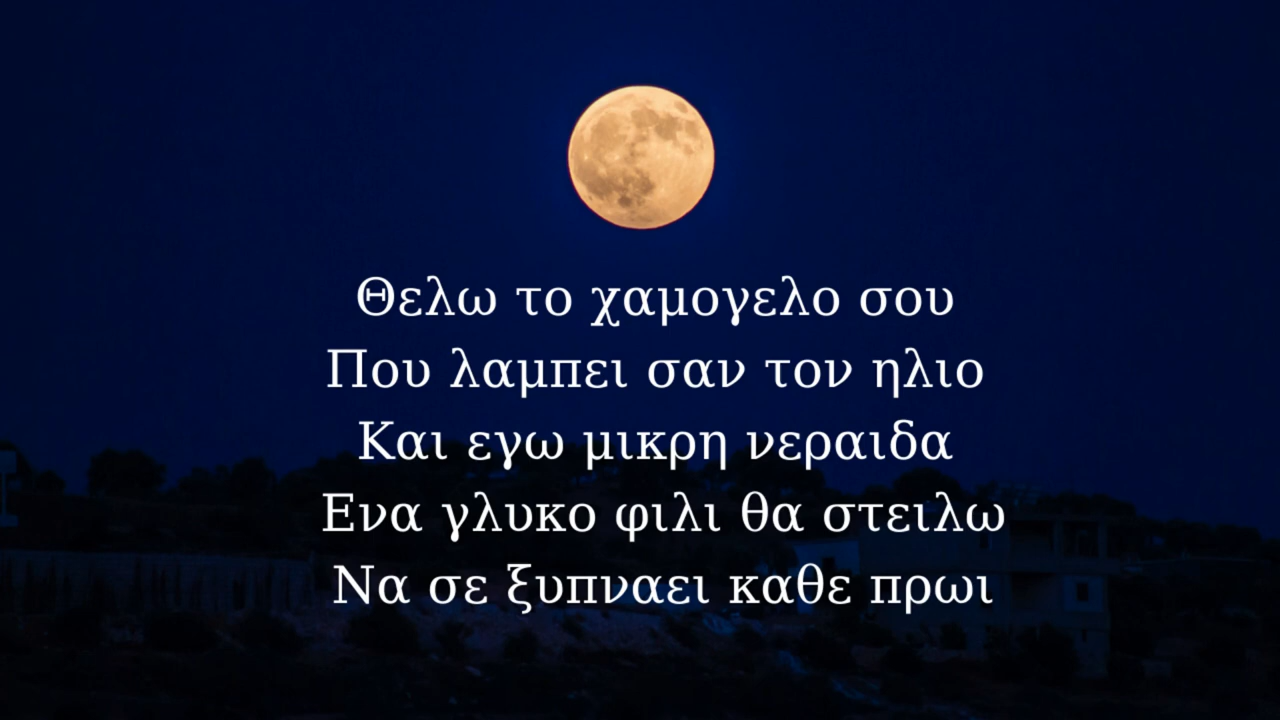 Θελω το χαμογελο σου
Που λαμπει σαν τον ηλιο
Και εγω μικρη νεραιδα
Ενα γλυκο φιλι θα στειλω
Να σε ξυπναει καθε πρωι